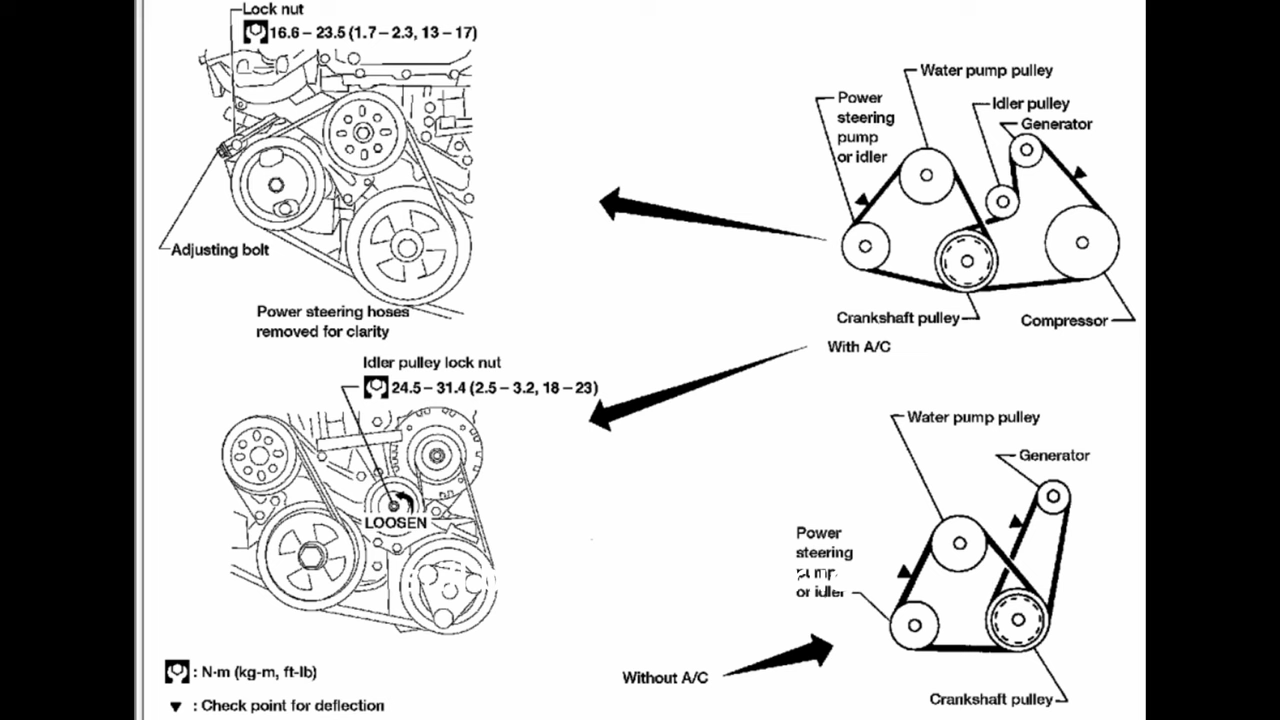 Lock nut
16.6 – 23.5 (1.7 – 2.3, 13 – 17)
Adjusting bolt
Power steering hoses
removed for clarity
Water pump pulley
Power
steering
pump
or idler
Idler pulley
Generator
Crankshaft pulley
Compressor
With A/C
Idler pulley lock nut
24.5 – 31.4 (2.5 – 3.2, 18 – 23)
LOOSEN
Water pump pulley
Generator
Power
steering
pump
or idler
Without A/C
Crankshaft pulley
: N·m (kg-m, ft-lb)
: Check point for deflection